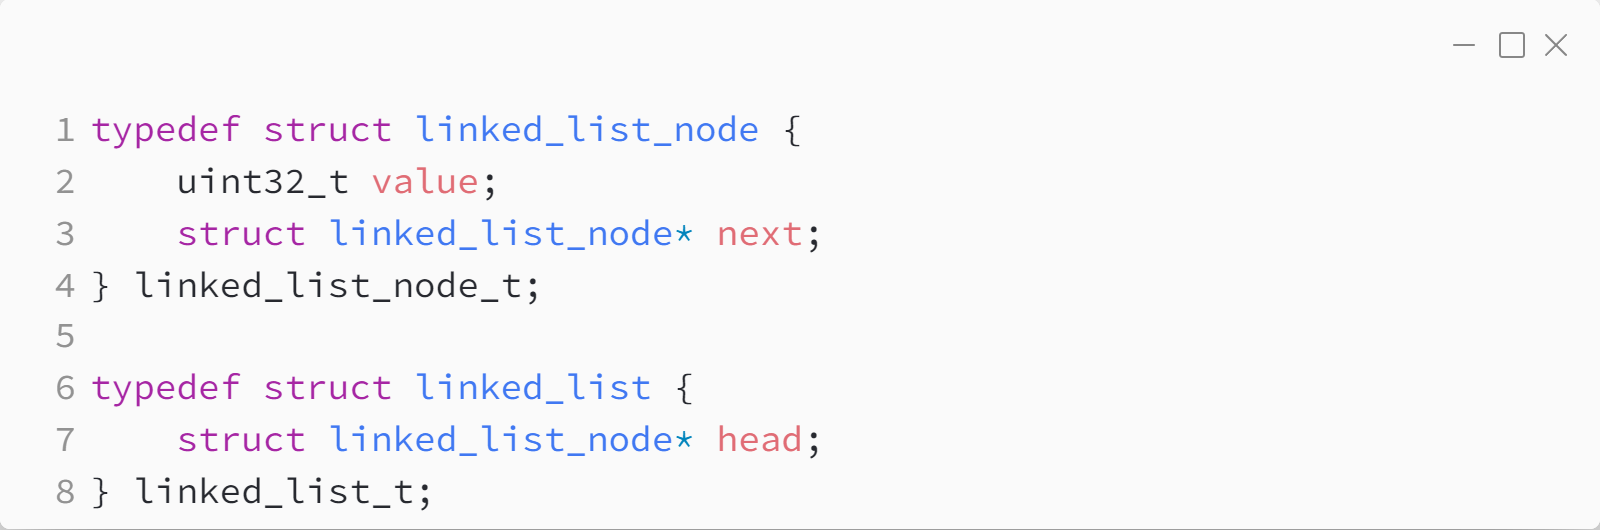 1 typedef struct linked_list_node {
2     uint32_t value;
3     struct linked_list_node* next;
4 } linked_list_node_t;
5
6 typedef struct linked_list {
7     struct linked_list_node* head;
8 } linked_list_t;